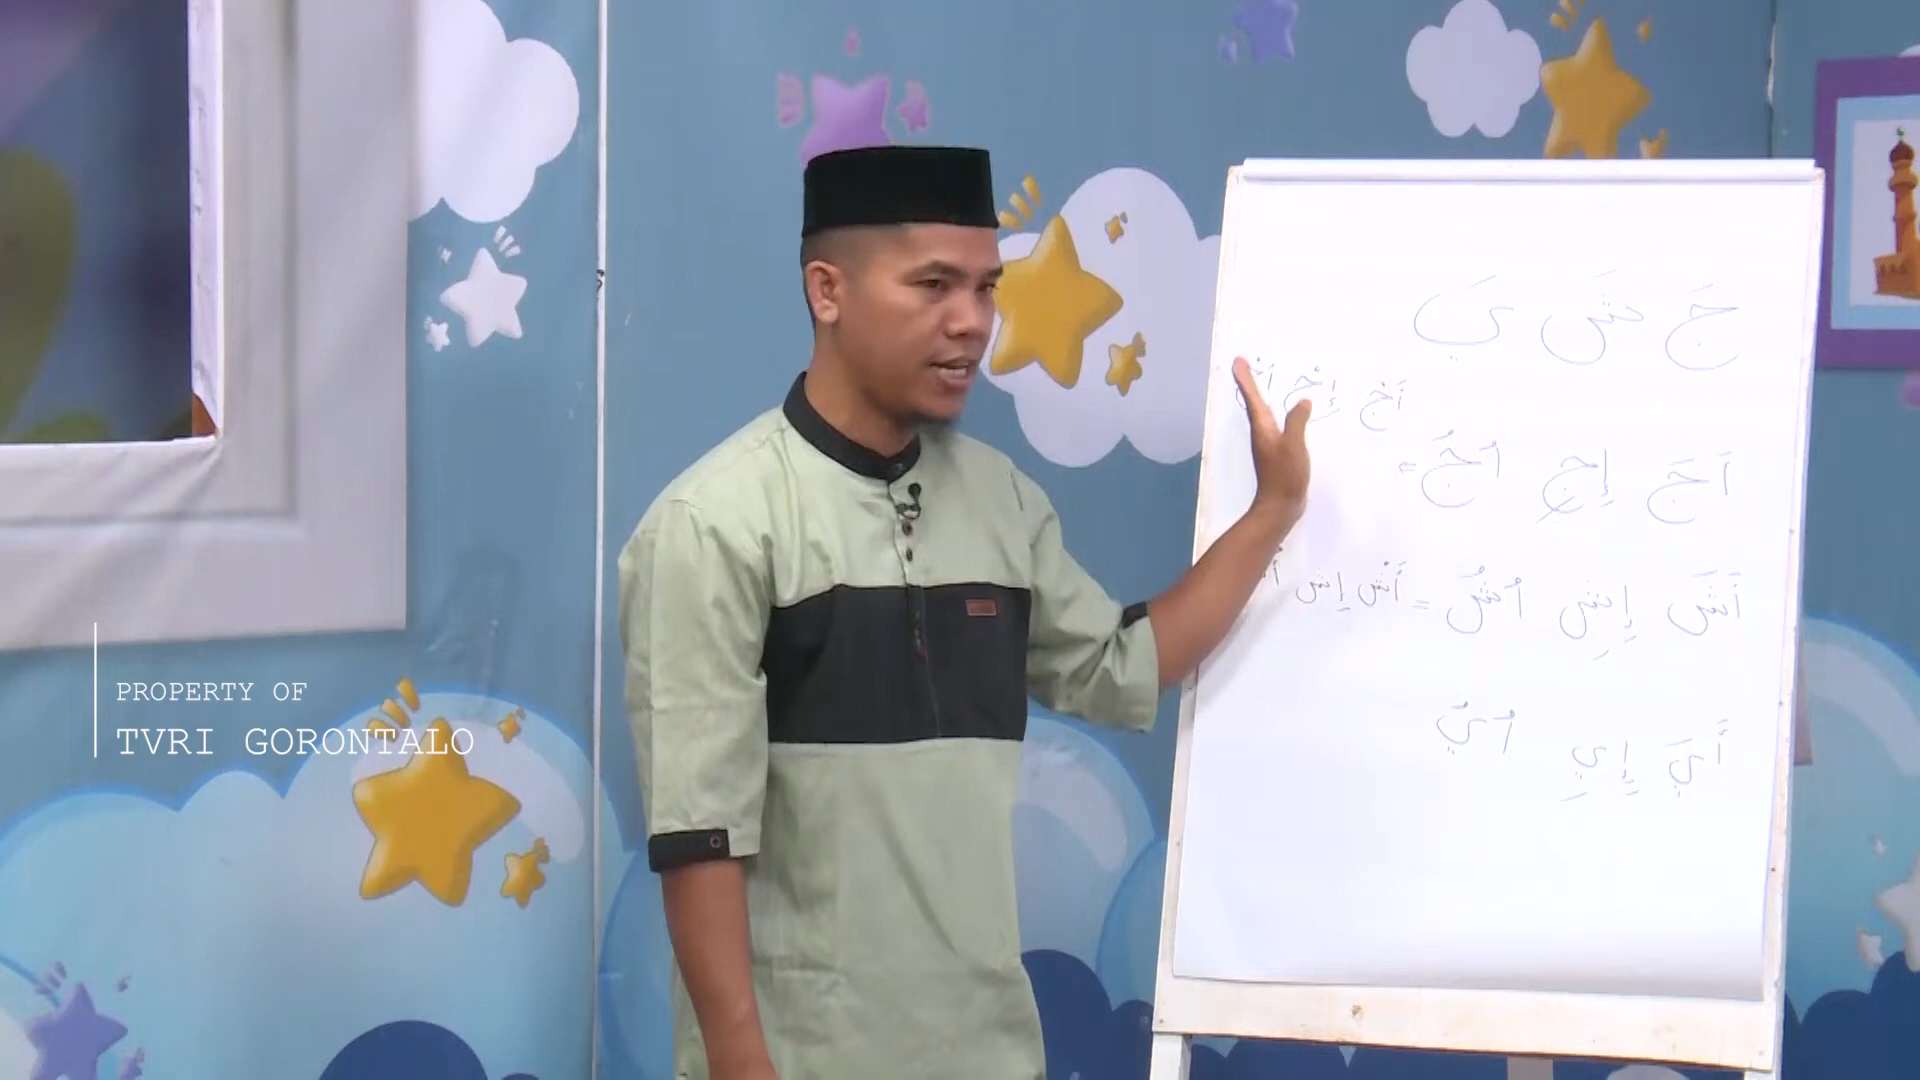 جَ شَ يَ
أَجْ إِجْ
اَجَ إِجِ اُجُ =
أَشَ إِشِ اُشُ = أَشْ إِشْ
أَيَ إِيِ اُيُ
PROPERTY OF
TVRI GORONTALO